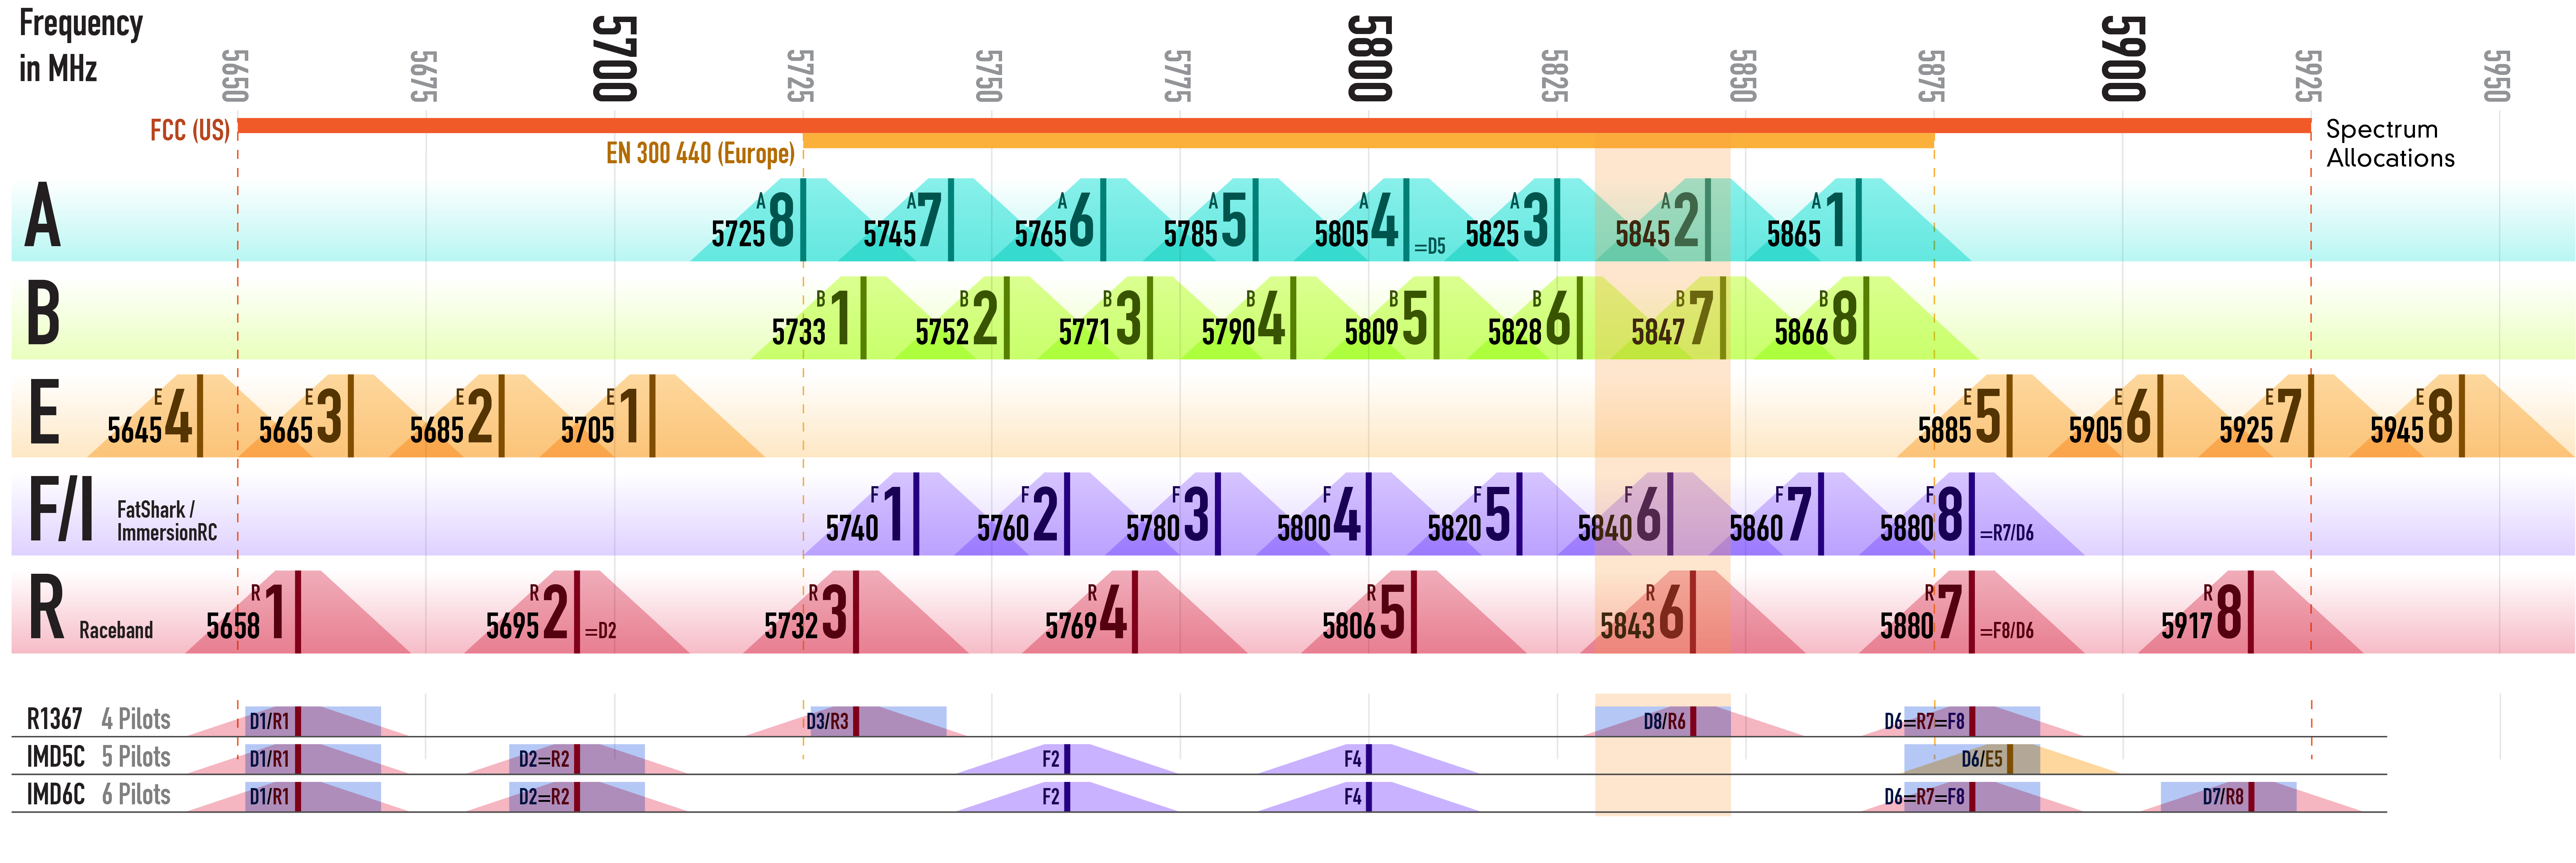 Frequency
in MHz
5650 5675 5700 5725 5750 5775 5800 5825 5850 5875 5900 5925 5950
FCC (US)
Spectrum
Allocations
EN 300 440 (Europe)
A
A 5725 8 A 5745 7 A 5765 6 A 5785 5 A 5805 4 =D5 A 5825 3 A 5845 2 A 5865 1
B
B 5733 1 B 5752 2 B 5771 3 B 5790 4 B 5809 5 B 5828 6 B 5847 7 B 5866 8
E
E 5645 4 E 5665 3 E 5685 2 E 5705 1 E 5885 5 E 5905 6 E 5925 7 E 5945 8
F/I FatShark /
ImmersionRC
F 5740 1 F 5760 2 F 5780 3 F 5800 4 F 5820 5 F 5840 6 F 5860 7 F 5880 8 =R7/D6
R Raceband
R 5658 1 R 5695 2 =D2 R 5732 3 R 5769 4 R 5806 5 R 5843 6 R 5880 7 =F8/D6 R 5917 8
R1367 4 Pilots D1/R1 D3/R3 D8/R6 D6=R7=F8
IMD5C 5 Pilots D1/R1 D2=R2 F2 F4 D6/E5
IMD6C 6 Pilots D1/R1 D2=R2 F2 F4 D6=R7=F8 D7/R8